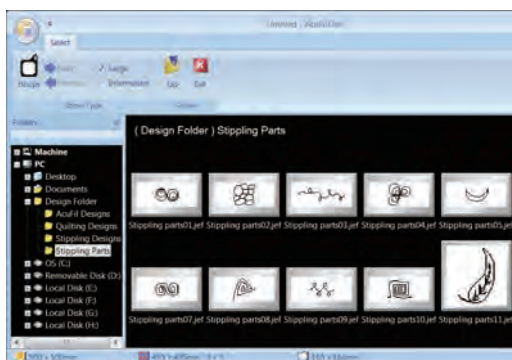 Select
Large
Information
Up
Exit
Folders
Machine
PC
Desktop
Documents
Design Folder
AcuFil Designs
Quilting Designs
Stippling Designs
Stippling Parts
OS (C:)
Removable Disk (D:)
Local Disk (E:)
Local Disk (F:)
Local Disk (G:)
Local Disk (H:)
( Design Folder ) Stippling Parts
Stippling parts01.jef Stippling parts02.jef Stippling parts03.jef Stippling parts04.jef Stippling parts05.jef
Stippling parts07.jef Stippling parts08.jef Stippling parts09.jef Stippling parts10.jef Stippling parts11.jef